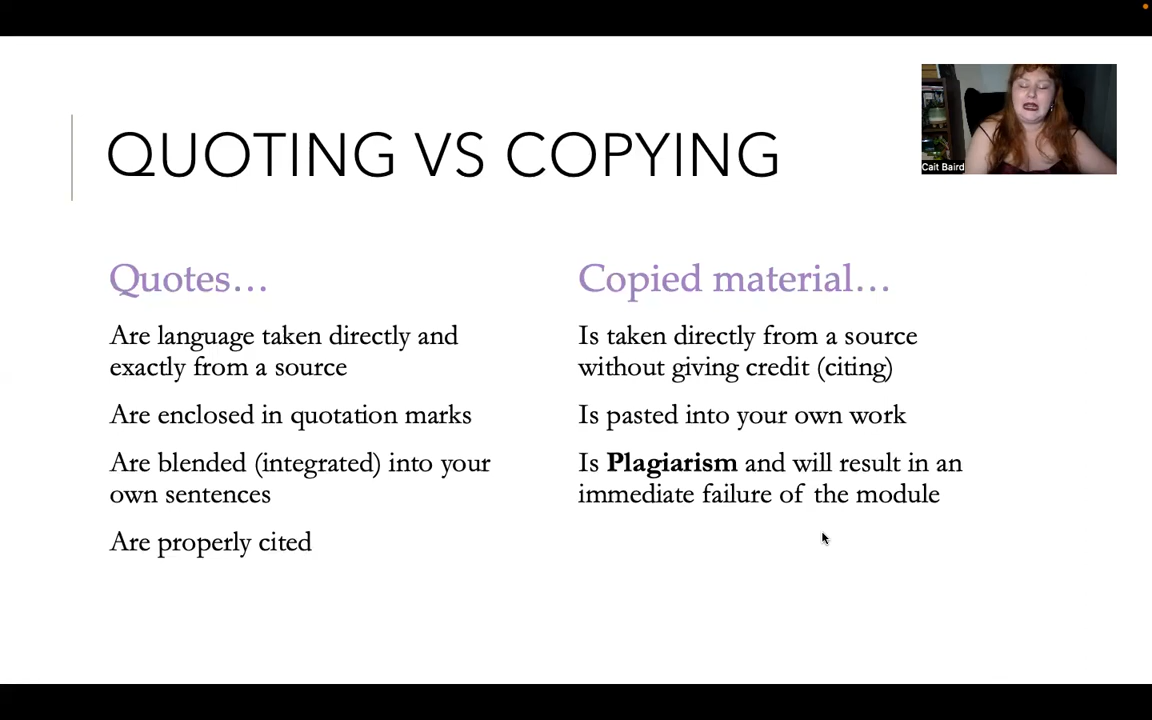 QUOTING VS COPYING
Cait Baird
Quotes…
Are language taken directly and
exactly from a source
Are enclosed in quotation marks
Are blended (integrated) into your
own sentences
Are properly cited
Copied material…
Is taken directly from a source
without giving credit (citing)
Is pasted into your own work
Is Plagiarism and will result in an
immediate failure of the module